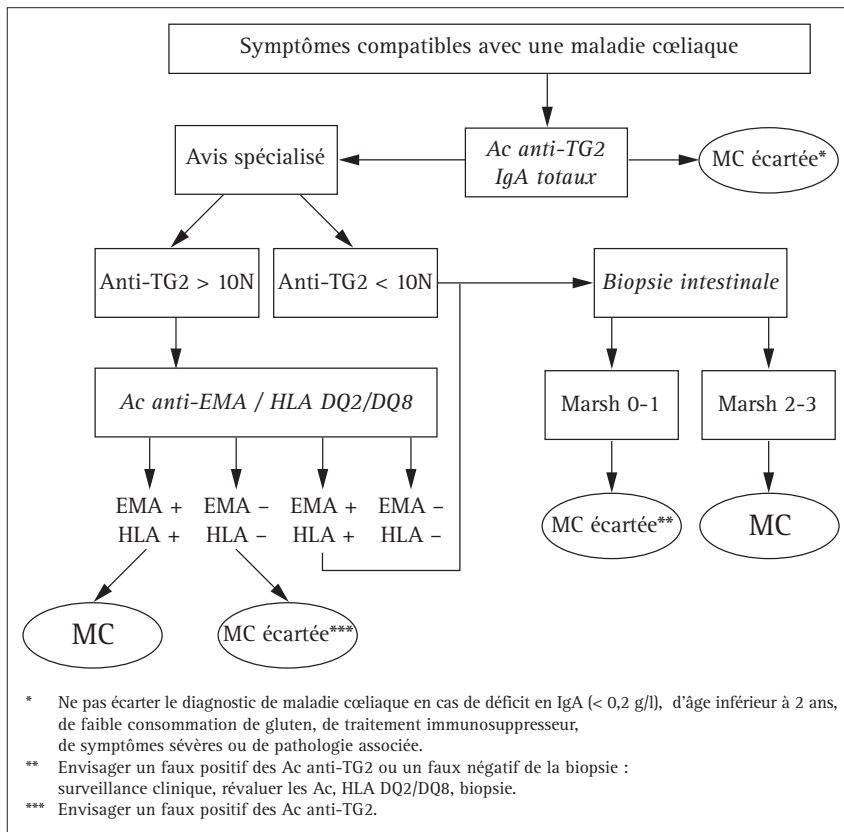 Symptômes compatibles avec une maladie cœliaque
Avis spécialisé
Ac anti-TG2
IgA totaux
MC écartée*
Anti-TG2 > 10N
Anti-TG2 < 10N
Biopsie intestinale
Ac anti-EMA / HLA DQ2/DQ8
Marsh 0-1
Marsh 2-3
EMA +
HLA +
EMA –
HLA –
EMA +
HLA +
EMA –
HLA –
MC écartée**
MC
MC
MC écartée***
* Ne pas écarter le diagnostic de maladie cœliaque en cas de déficit en IgA (< 0,2 g/l), d'âge inférieur à 2 ans,
de faible consommation de gluten, de traitement immunosuppresseur,
de symptômes sévères ou de pathologie associée.
** Envisager un faux positif des Ac anti-TG2 ou un faux négatif de la biopsie :
surveillance clinique, révaluer les Ac, HLA DQ2/DQ8, biopsie.
*** Envisager un faux positif des Ac anti-TG2.